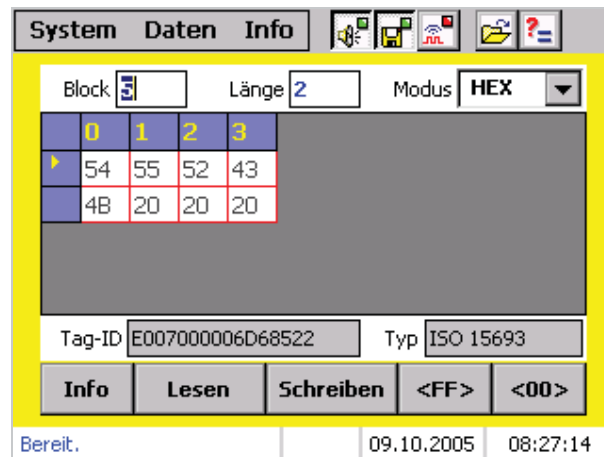 System Daten Info ?=
Block 5 Länge 2 Modus HEX
0 1 2 3
54 55 52 43
4B 20 20 20
Tag-ID E007000006D68522 Typ ISO 15693
Info Lesen Schreiben <FF> <00>
Bereit. 09.10.2005 08:27:14